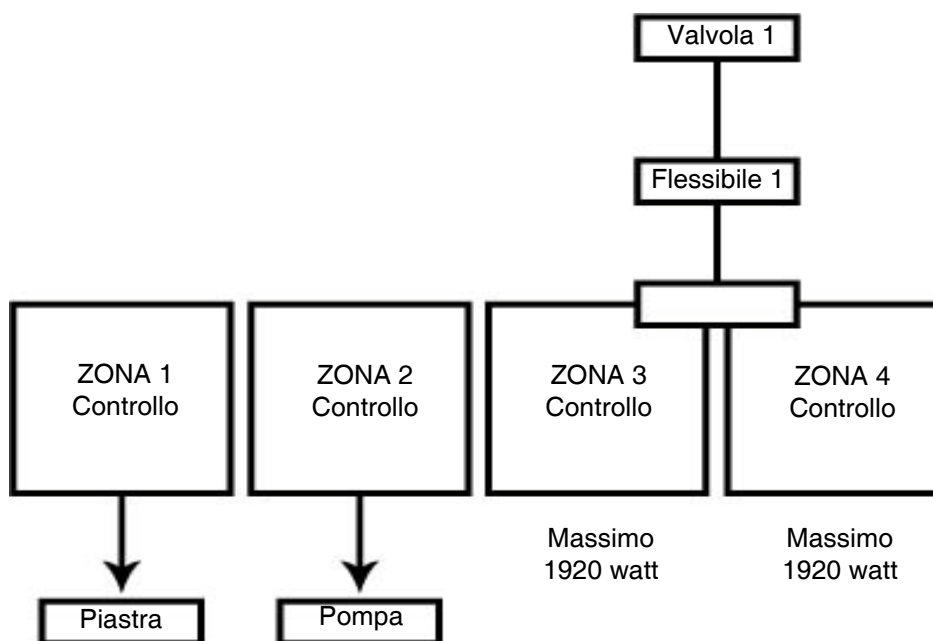 Valvola 1
Flessibile 1
ZONA 1
Controllo
ZONA 2
Controllo
ZONA 3
Controllo
ZONA 4
Controllo
Massimo
1920 watt
Massimo
1920 watt
Piastra
Pompa